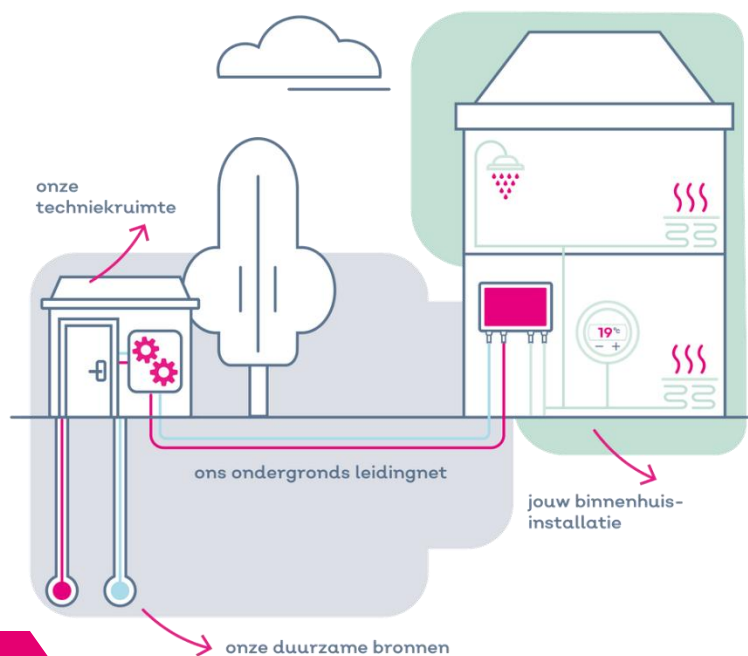 onze
techniekruimte
19°c
- +
ons ondergronds leidingnet
jouw binnenhuis-
installatie
onze duurzame bronnen